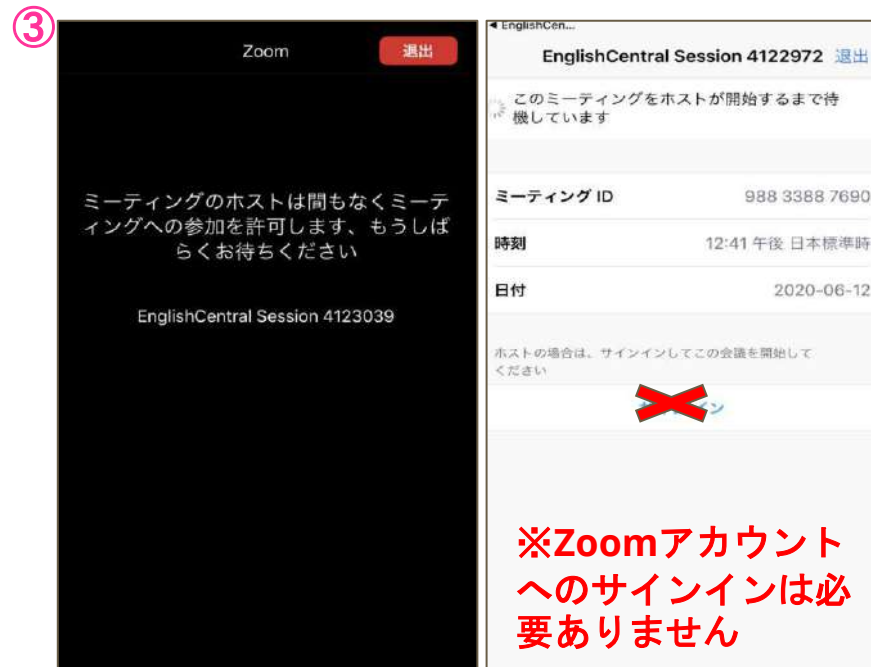 ③
Zoom
退出
ミーティングのホストは間もなくミーテ
ィングへの参加を許可します、もうしば
らくお待ちください
EnglishCentral Session 4123039
EnglishCen...
EnglishCentral Session 4122972 退出
このミーティングをホストが開始するまで待
機しています
ミーティング ID 988 3388 7690
時刻 12:41 午後 日本標準時
日付 2020-06-12
ホストの場合は、サインインしてこの会議を開始して
ください
※Zoomアカウント
へのサインインは必
要ありません